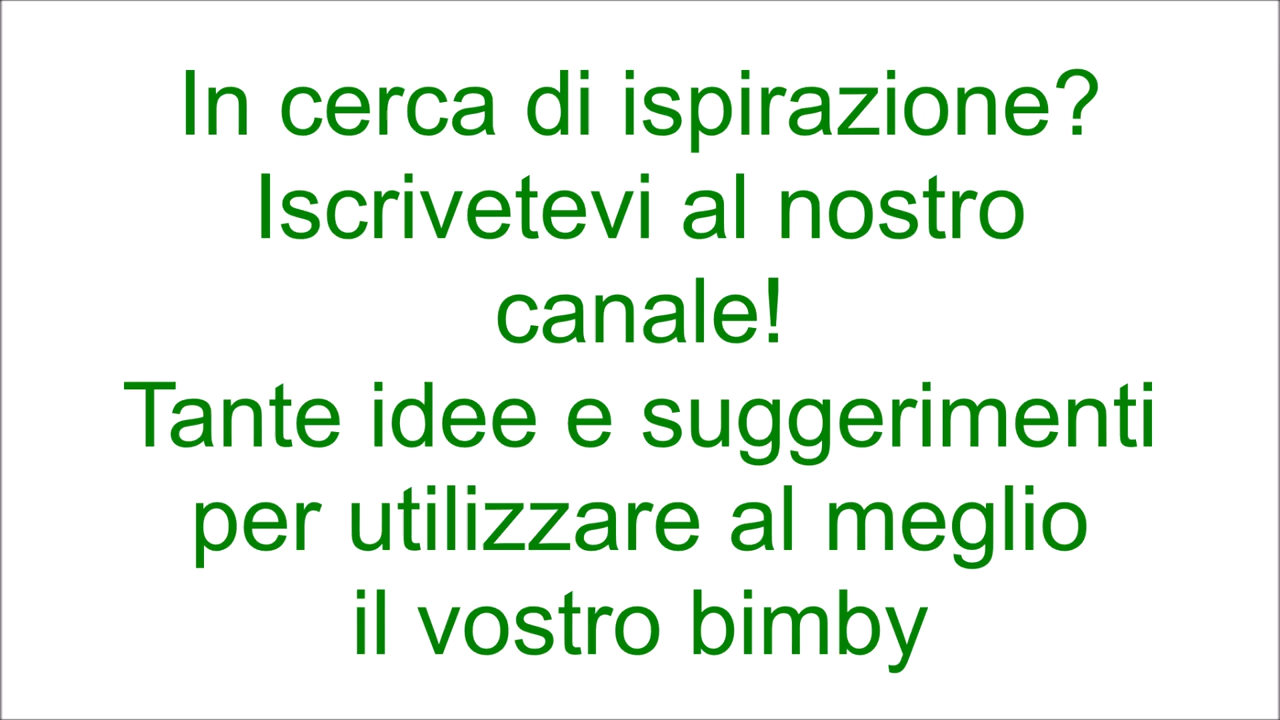 In cerca di ispirazione?
Iscrivetevi al nostro
canale!
Tante idee e suggerimenti
per utilizzare al meglio
il vostro bimby